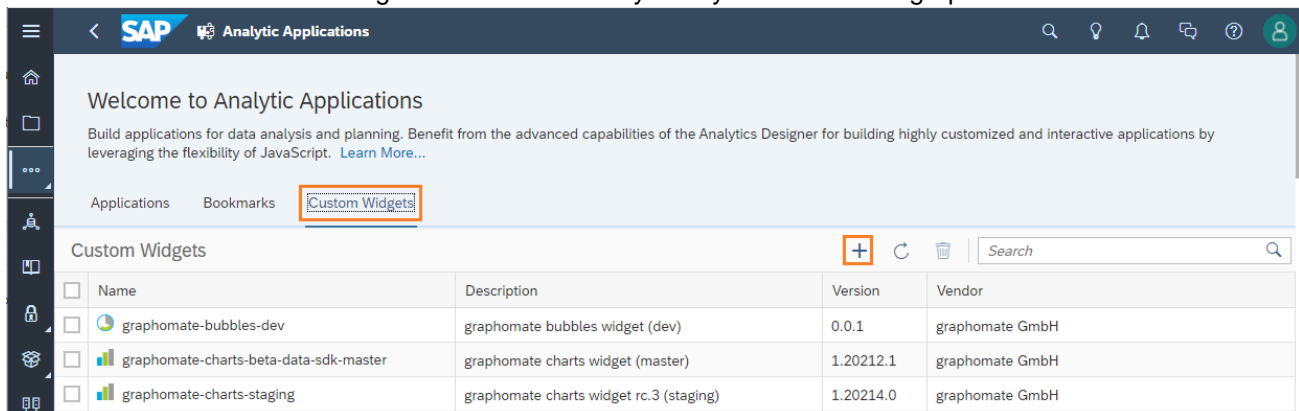 SAP Analytic Applications
Welcome to Analytic Applications
Build applications for data analysis and planning. Benefit from the advanced capabilities of the Analytics Designer for building highly customized and interactive applications by
leveraging the flexibility of JavaScript. Learn More...
Applications Bookmarks Custom Widgets
Custom Widgets Search
Name Description Version Vendor
graphomate-bubbles-dev graphomate bubbles widget (dev) 0.0.1 graphomate GmbH
graphomate-charts-beta-data-sdk-master graphomate charts widget (master) 1.20212.1 graphomate GmbH
graphomate-charts-staging graphomate charts widget rc.3 (staging) 1.20214.0 graphomate GmbH